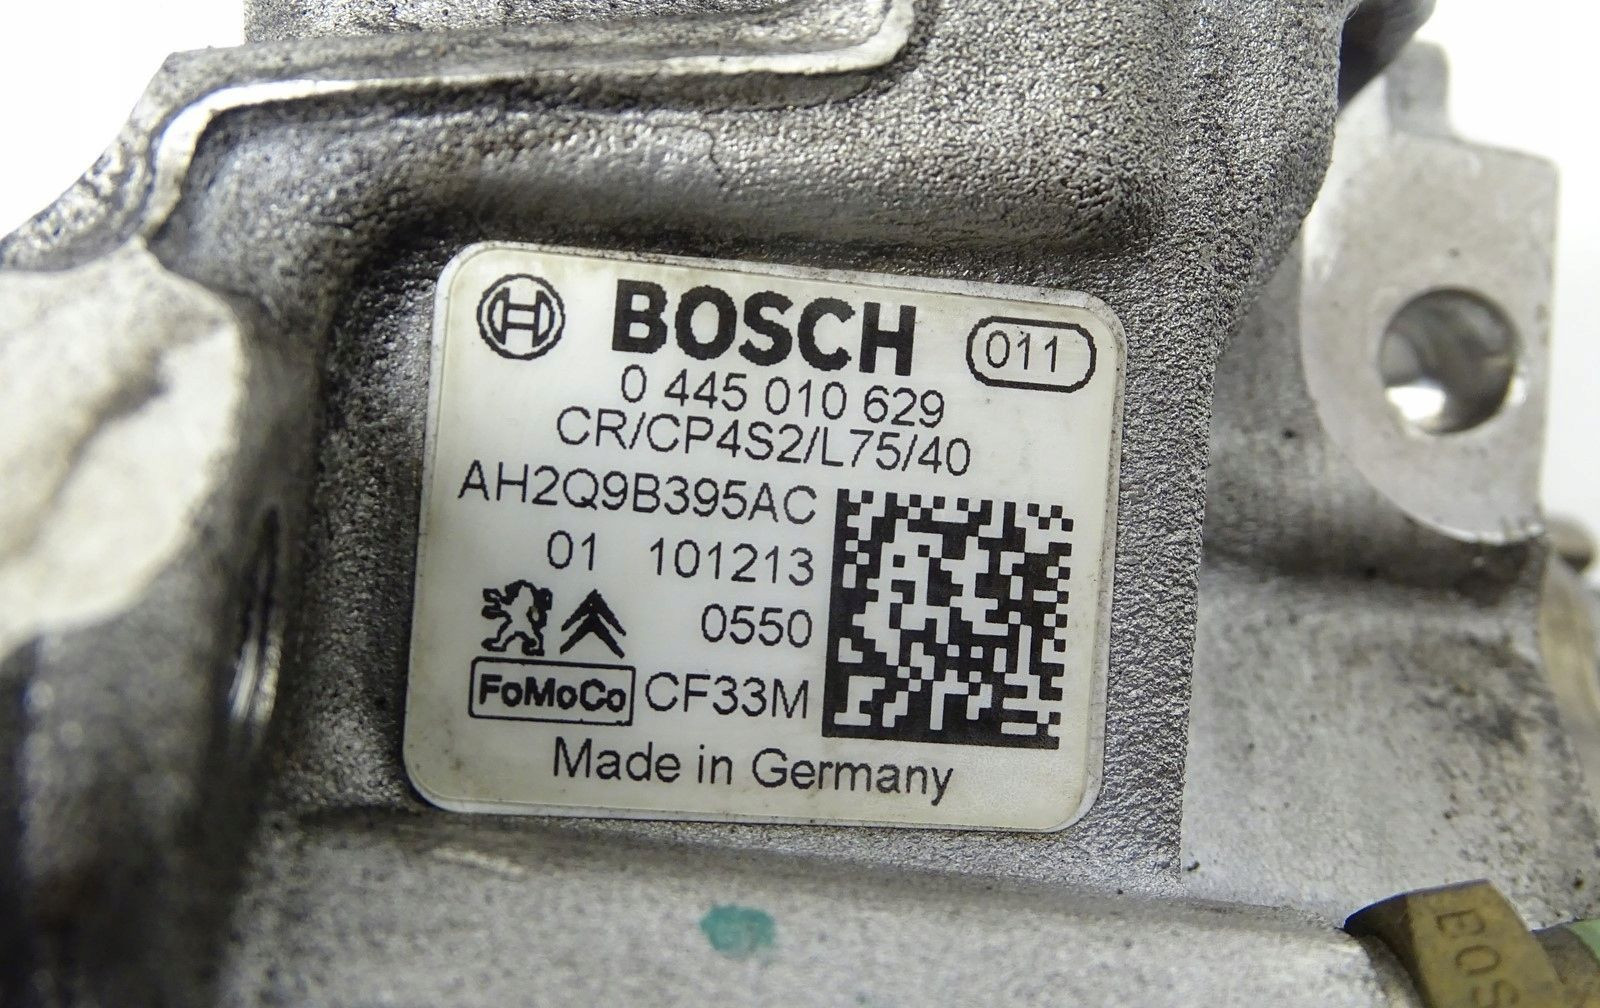 BOSCH 011
0 445 010 629
CR/CP4S2/L75/40
AH2Q9B395AC
01 101213
0550
FoMoCo CF33M
Made in Germany
BOS